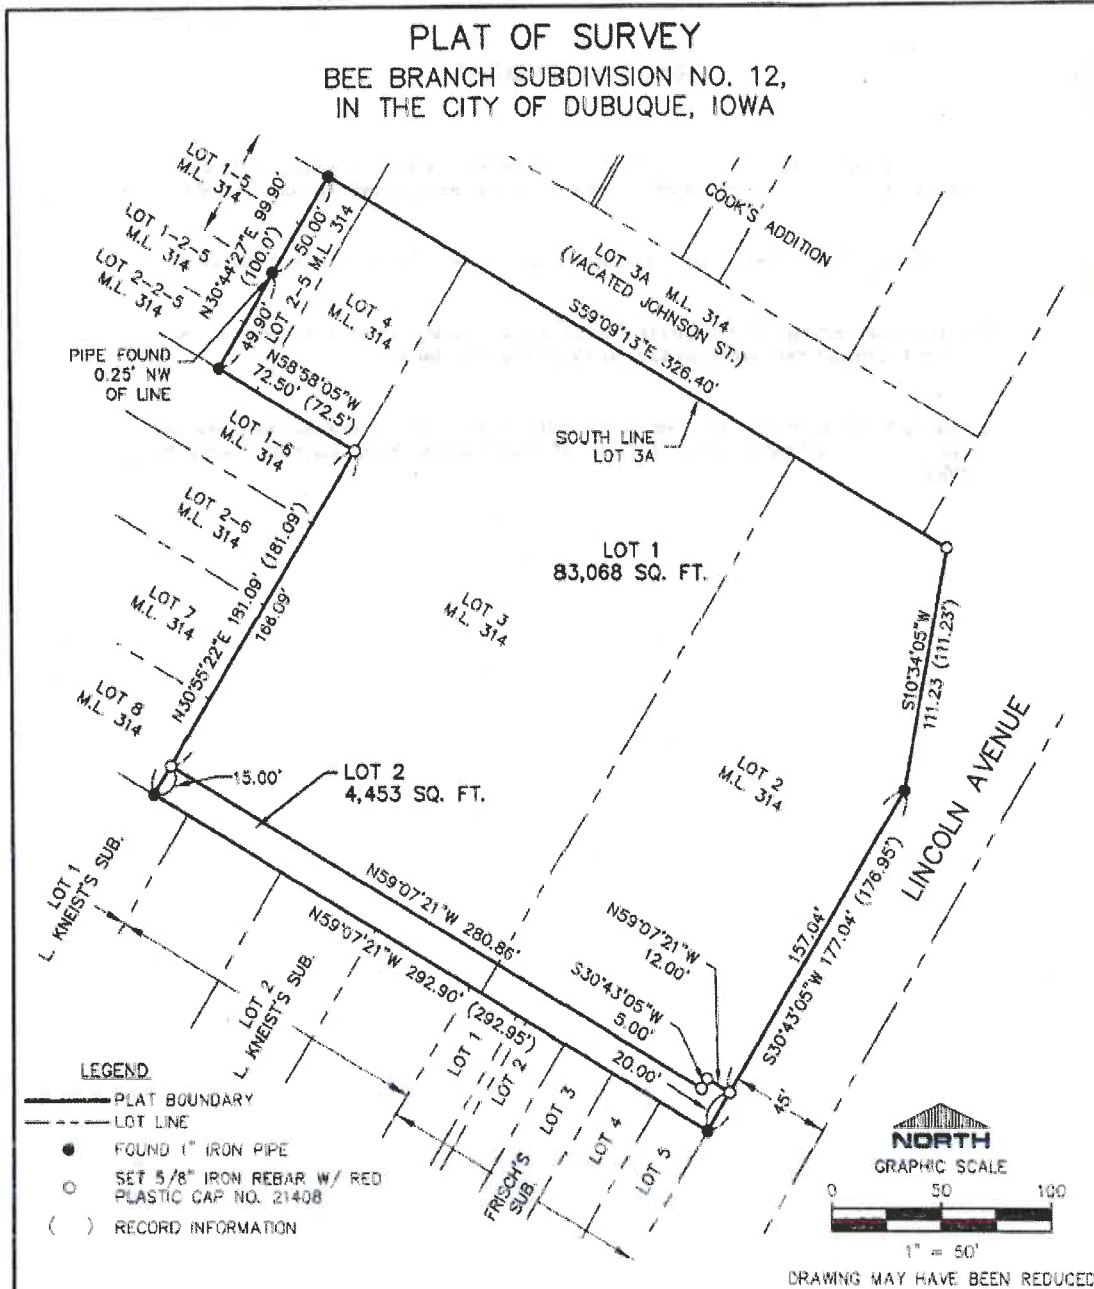 PLAT OF SURVEY
BEE BRANCH SUBDIVISION NO. 12,
IN THE CITY OF DUBUQUE, IOWA
LOT 1-5
M.L. 314
LOT 1-2-5
M.L. 314
LOT 2-2-5
M.L. 314
N30°44'27"E 99.90'
(100.0')
50.00'
49.90'
LOT 2-5 M.L. 314
LOT 4
M.L. 314
PIPE FOUND
0.25' NW
OF LINE
N58°58'05"W
72.50' (72.5')
COOK'S ADDITION
LOT 3A M.L. 314
(VACATED JOHNSON ST.)
S59°09'13"E 326.40'
SOUTH LINE
LOT 3A
LOT 1-6
M.L. 314
LOT 2-6
M.L. 314
LOT 7
M.L. 314
LOT 8
M.L. 314
N30°55'22"E 181.09' (181.09')
168.09'
LOT 1
83,068 SQ. FT.
LOT 3
M.L. 314
S10°34'05"W
111.23 (111.23')
LOT 2
M.L. 314
LINCOLN AVENUE
15.00'
LOT 2
4,453 SQ. FT.
LOT 1
L. KNEIST'S SUB.
LOT 2
L. KNEIST'S SUB.
N59°07'21"W 280.86'
N59°07'21"W 292.90' (292.95')
N59°07'21"W
12.00'
S30°43'05"W
5.00'
20.00'
157.04'
S30°43'05"W 177.04' (176.95')
45'
LOT 1
LOT 2
LOT 3
LOT 4
LOT 5
FRISCH'S
SUB.
LEGEND
PLAT BOUNDARY
LOT LINE
FOUND 1" IRON PIPE
SET 5/8" IRON REBAR W/ RED
PLASTIC CAP NO. 21408
( ) RECORD INFORMATION
NORTH
GRAPHIC SCALE
0 50 100
1" = 50'
DRAWING MAY HAVE BEEN REDUCED